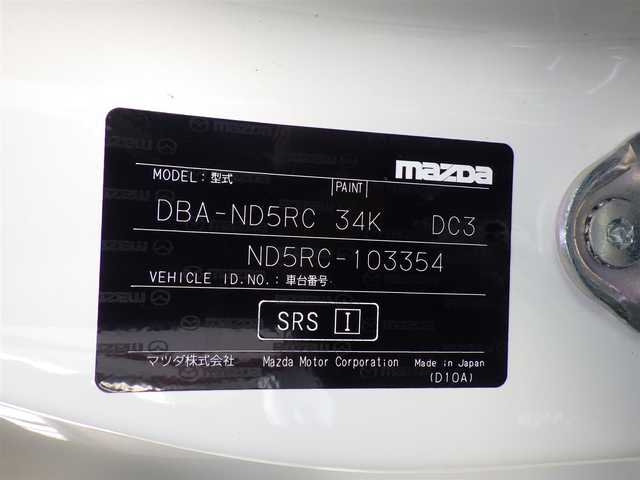 mazda
MODEL：型式 |PAINT|
DBA-ND5RC 34K DC3
ND5RC-103354
VEHICLE ID.NO.：車台番号
SRS I
マツダ株式会社 Mazda Motor Corporation Made in Japan
(D10A)